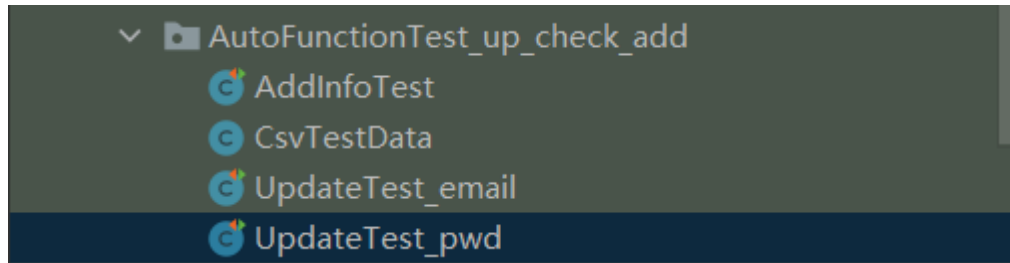 AutoFunctionTest_up_check_add
AddInfoTest
CsvTestData
UpdateTest_email
UpdateTest_pwd